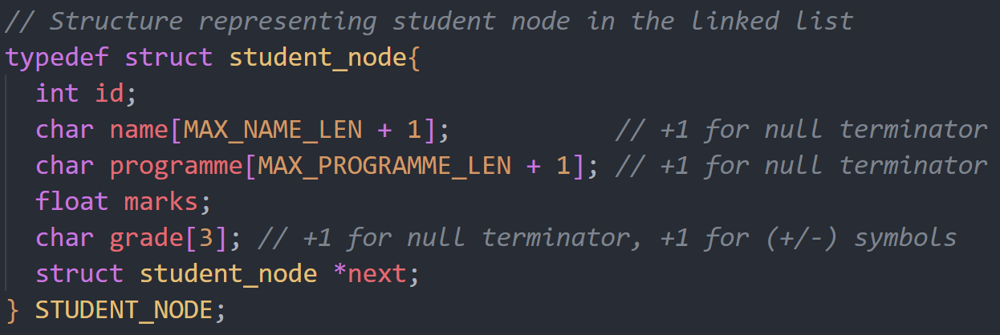 // Structure representing student node in the linked list
typedef struct student_node{
  int id;
  char name[MAX_NAME_LEN + 1];           // +1 for null terminator
  char programme[MAX_PROGRAMME_LEN + 1]; // +1 for null terminator
  float marks;
  char grade[3]; // +1 for null terminator, +1 for (+/-) symbols
  struct student_node *next;
} STUDENT_NODE;